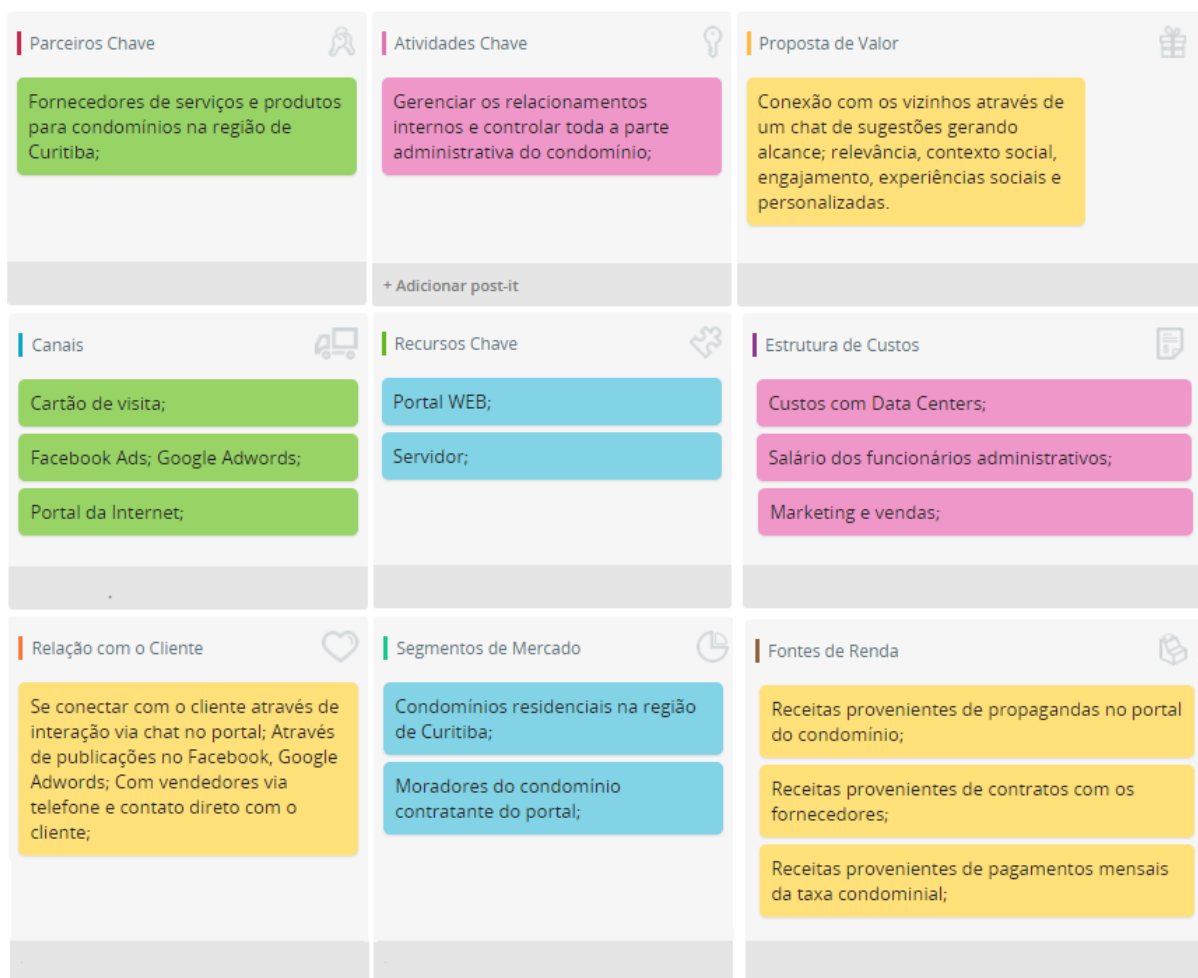 Parceiros Chave
Fornecedores de serviços e produtos
para condomínios na região de
Curitiba;
Atividades Chave
Gerenciar os relacionamentos
internos e controlar toda a parte
administrativa do condomínio;
+ Adicionar post-it
Proposta de Valor
Conexão com os vizinhos através de
um chat de sugestões gerando
alcance; relevância, contexto social,
engajamento, experiências sociais e
personalizadas.
Canais
Cartão de visita;
Facebook Ads; Google Adwords;
Portal da Internet;
Recursos Chave
Portal WEB;
Servidor;
Estrutura de Custos
Custos com Data Centers;
Salário dos funcionários administrativos;
Marketing e vendas;
Relação com o Cliente
Se conectar com o cliente através de
interação via chat no portal; Através
de publicações no Facebook, Google
Adwords; Com vendedores via
telefone e contato direto com o
cliente;
Segmentos de Mercado
Condomínios residenciais na região
de Curitiba;
Moradores do condomínio
contratante do portal;
Fontes de Renda
Receitas provenientes de propagandas no portal
do condomínio;
Receitas provenientes de contratos com os
fornecedores;
Receitas provenientes de pagamentos mensais
da taxa condominial;